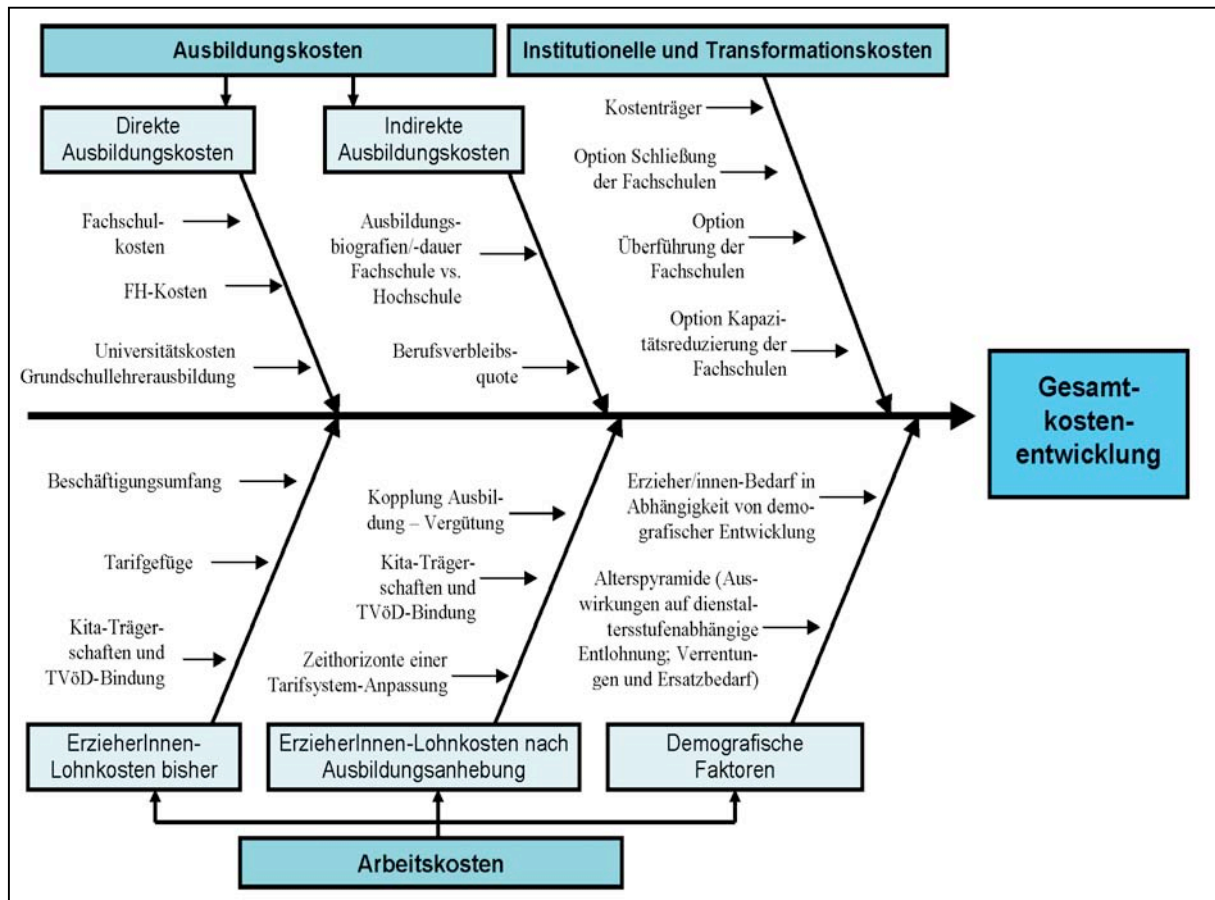 Ausbildungskosten
Institutionelle und Transformationskosten
Direkte
Ausbildungskosten
Indirekte
Ausbildungskosten
Fachschul-
kosten
FH-Kosten
Universitätskosten
Grundschullehrerausbildung
Ausbildungs-
biografien/-dauer
Fachschule vs.
Hochschule
Berufsverbleibs-
quote
Kostenträger
Option Schließung
der Fachschulen
Option
Überführung der
Fachschulen
Option Kapazi-
tätsreduzierung der
Fachschulen
Gesamt-
kosten-
entwicklung
Beschäftigungsumfang
Tarifgefüge
Kita-Träger-
schaften und
TVöD-Bindung
Kopplung Ausbil-
dung – Vergütung
Kita-Träger-
schaften und
TVöD-Bindung
Zeithorizonte einer
Tarifsystem-Anpassung
Erzieher/innen-Bedarf in
Abhängigkeit von demo-
grafischer Entwicklung
Alterspyramide (Aus-
wirkungen auf dienstal-
tersstufenabhängige
Entlohnung; Verrentun-
gen und Ersatzbedarf)
ErzieherInnen-
Lohnkosten bisher
ErzieherInnen-Lohnkosten nach
Ausbildungsanhebung
Demografische
Faktoren
Arbeitskosten